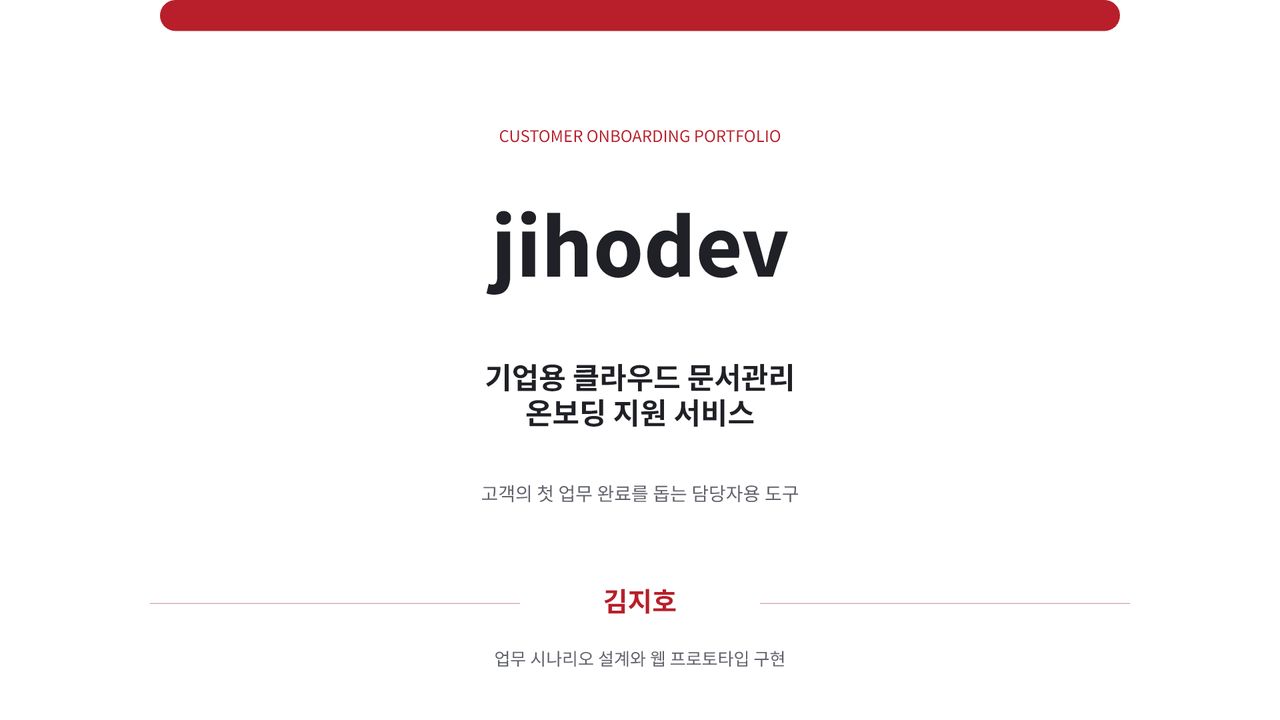 CUSTOMER ONBOARDING PORTFOLIO
jihodev
기업용 클라우드 문서관리
온보딩 지원 서비스
고객의 첫 업무 완료를 돕는 담당자용 도구
김지호
업무 시나리오 설계와 웹 프로토타입 구현